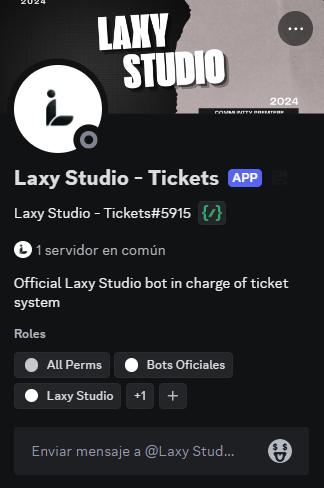 2024
LAXY
STUDIO
2024
COMMUNITY PREMIERE
Laxy Studio - Tickets APP
Laxy Studio - Tickets#5915
1 servidor en común
Official Laxy Studio bot in charge of ticket
system
Roles
All Perms Bots Oficiales
Laxy Studio +1 +
Enviar mensaje a @Laxy Stud...